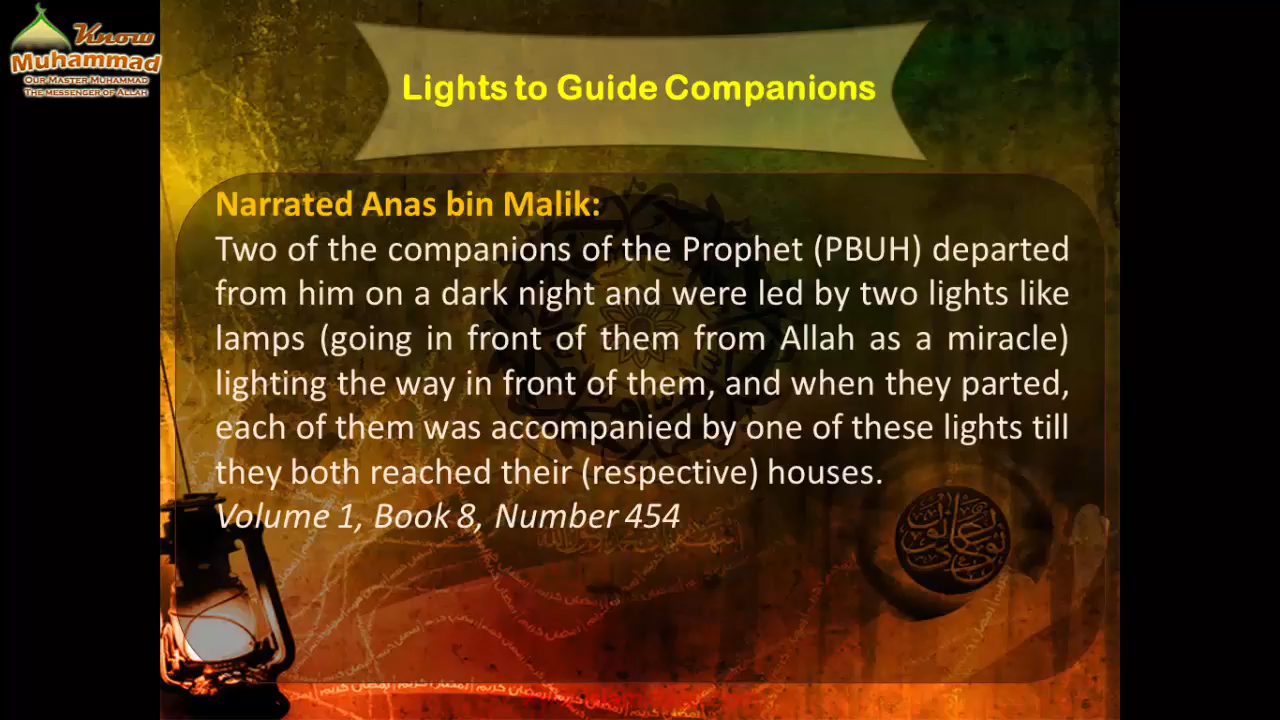 Know
Muhammad
Our Master Muhammad
The Messenger of Allah
Lights to Guide Companions
Narrated Anas bin Malik:
Two of the companions of the Prophet (PBUH) departed
from him on a dark night and were led by two lights like
lamps (going in front of them from Allah as a miracle)
lighting the way in front of them, and when they parted,
each of them was accompanied by one of these lights till
they both reached their (respective) houses.
Volume 1, Book 8, Number 454